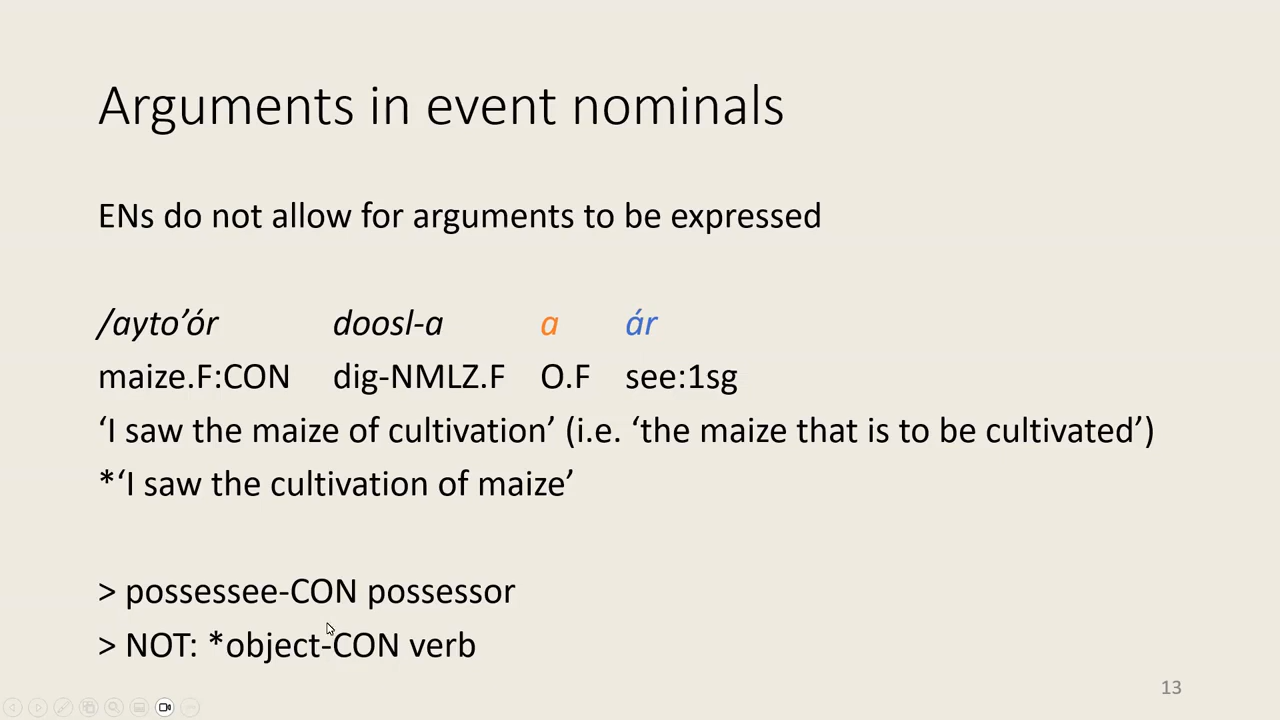 Arguments in event nominals
ENs do not allow for arguments to be expressed
/ayto’ór doosl-a a ár
maize.F:CON dig-NMLZ.F O.F see:1sg
‘I saw the maize of cultivation’ (i.e. ‘the maize that is to be cultivated’)
*‘I saw the cultivation of maize’
> possessee-CON possessor
> NOT: *object-CON verb
13